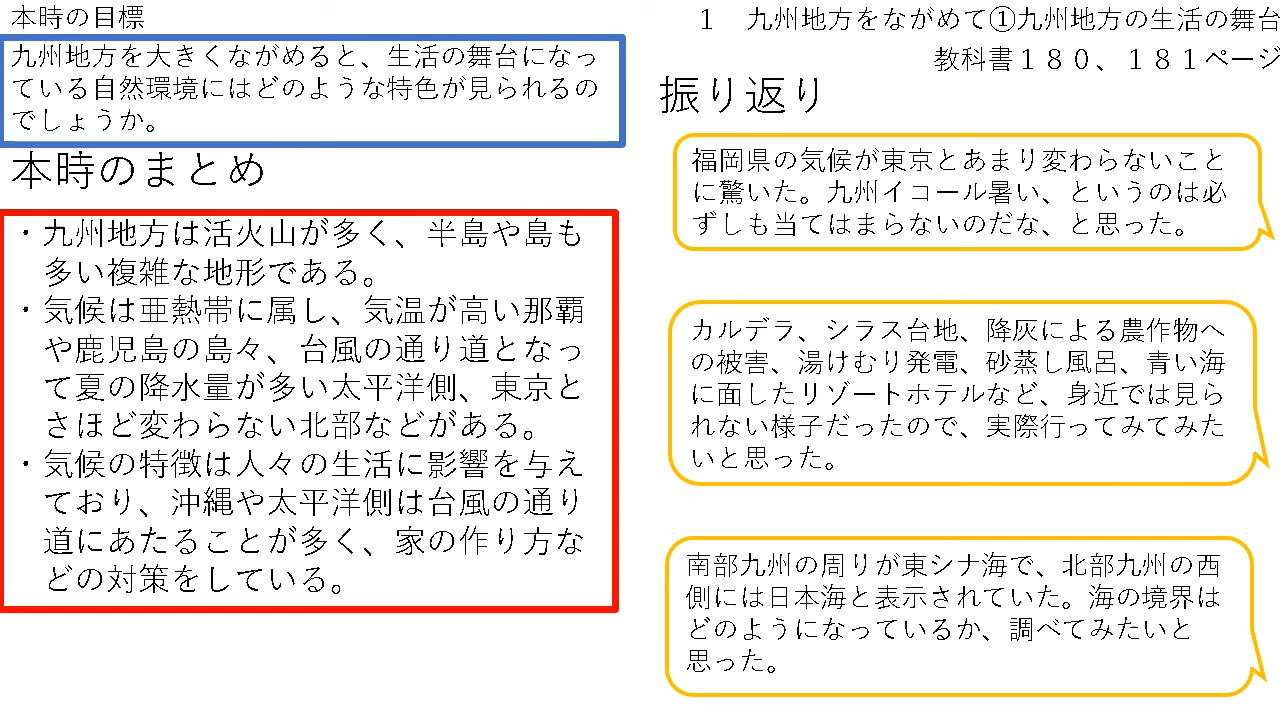 本時の目標
九州地方を大きくながめると、生活の舞台になっ
ている自然環境にはどのような特色が見られるの
でしょうか。
本時のまとめ
・九州地方は活火山が多く、半島や島も
多い複雑な地形である。
・気候は亜熱帯に属し、気温が高い那覇
や鹿児島の島々、台風の通り道となっ
て夏の降水量が多い太平洋側、東京と
さほど変わらない北部などがある。
・気候の特徴は人々の生活に影響を与え
ており、沖縄や太平洋側は台風の通り
道にあたることが多く、家の作り方な
どの対策をしている。
１　九州地方をながめて①九州地方の生活の舞台
教科書１８０、１８１ページ
振り返り
福岡県の気候が東京とあまり変わらないこと
に驚いた。九州イコール暑い、というのは必
ずしも当てはまらないのだな、と思った。
カルデラ、シラス台地、降灰による農作物へ
の被害、湯けむり発電、砂蒸し風呂、青い海
に面したリゾートホテルなど、身近では見ら
れない様子だったので、実際行ってみてみた
いと思った。
南部九州の周りが東シナ海で、北部九州の西
側には日本海と表示されていた。海の境界は
どのようになっているか、調べてみたいと
思った。